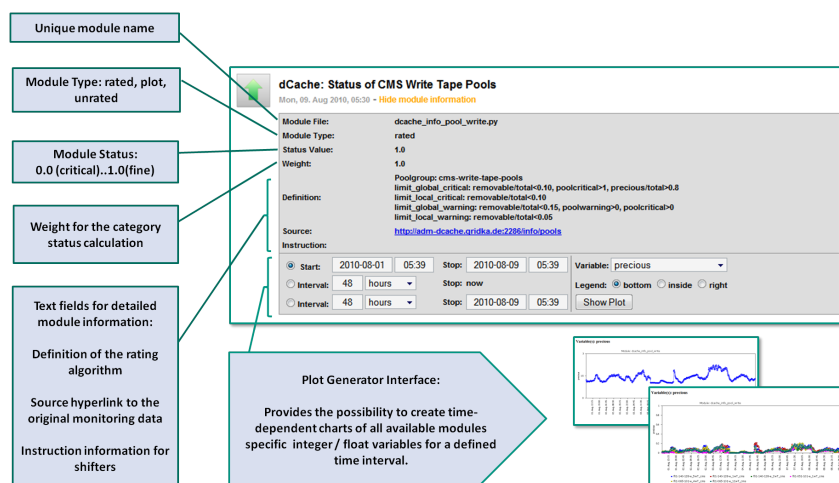 Unique module name
Module Type: rated, plot,
unrated
Module Status:
0.0 (critical)..1.0(fine)
Weight for the category
status calculation
Text fields for detailed
module information:
Definition of the rating
algorithm
Source hyperlink to the
original monitoring data
Instruction information for
shifters
dCache: Status of CMS Write Tape Pools
Mon, 09. Aug 2010, 05:30 - Hide module information
Module File: dcache_info_pool_write.py
Module Type: rated
Status Value: 1.0
Weight: 1.0
Definition:
Poolgroup: cms-write-tape-pools
limit_global_critical: removable/total<0.10, poolcritical>1, precious/total>0.8
limit_local_critical: removable/total<0.10
limit_global_warning: removable/total<0.15, poolwarning>0, poolcritical>0
limit_local_warning: removable/total<0.05
Source: http://adm-dcache.gridka.de:2286/info/pools
Instruction:
Start: 2010-08-01 05:39 Stop: 2010-08-09 05:39 Variable: precious
Interval: 48 hours Stop: now Legend: bottom inside right
Interval: 48 hours Stop: 2010-08-09 05:39 Show Plot
Plot Generator Interface:
Provides the possibility to create time-
dependent charts of all available modules
specific integer / float variables for a defined
time interval.
Variable(s): precious
Variable(s): precious